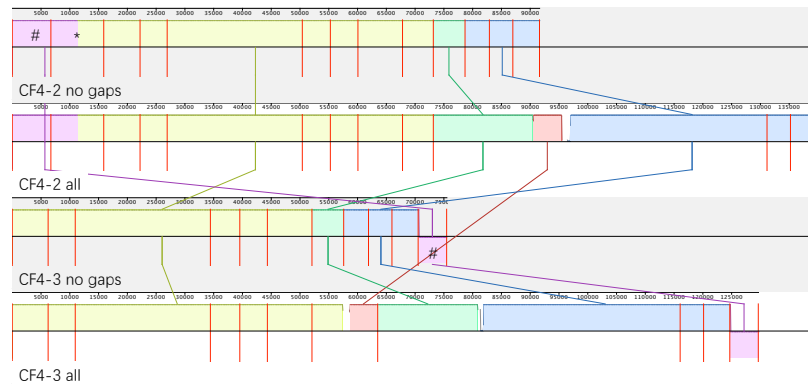 5000 10000 15000 20000 25000 30000 35000 40000 45000 50000 55000 60000 65000 70000 75000 80000 85000 90000
# *
CF4-2 no gaps
5000 10000 15000 20000 25000 30000 35000 40000 45000 50000 55000 60000 65000 70000 75000 80000 85000 90000 95000 100000 105000 110000 115000 120000 125000 130000 135000
CF4-2 all
5000 10000 15000 20000 25000 30000 35000 40000 45000 50000 55000 60000 65000 70000
#
CF4-3 no gaps
5000 10000 15000 20000 25000 30000 35000 40000 45000 50000 55000 60000 65000 70000 75000 80000 85000 90000 95000 100000 105000 110000 115000 120000 125000
CF4-3 all